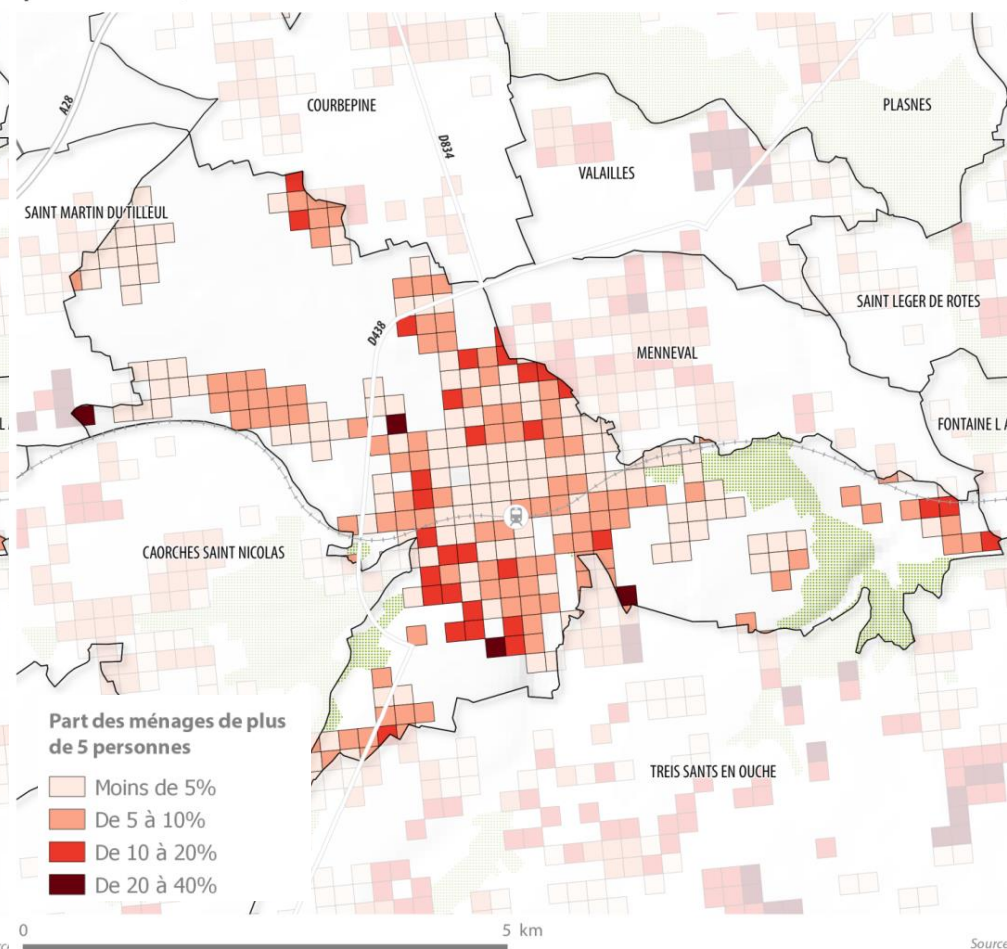 A28
COURBEPINE
D834
PLASNES
VALAILLES
SAINT MARTIN DU TILLEUL
SAINT LEGER DE ROTES
D438
MENNEVAL
FONTAINE L A
CAORCHES SAINT NICOLAS
TREIS SANTS EN OUCHE
Part des ménages de plus
de 5 personnes
Moins de 5%
De 5 à 10%
De 10 à 20%
De 20 à 40%
0 5 km
Source